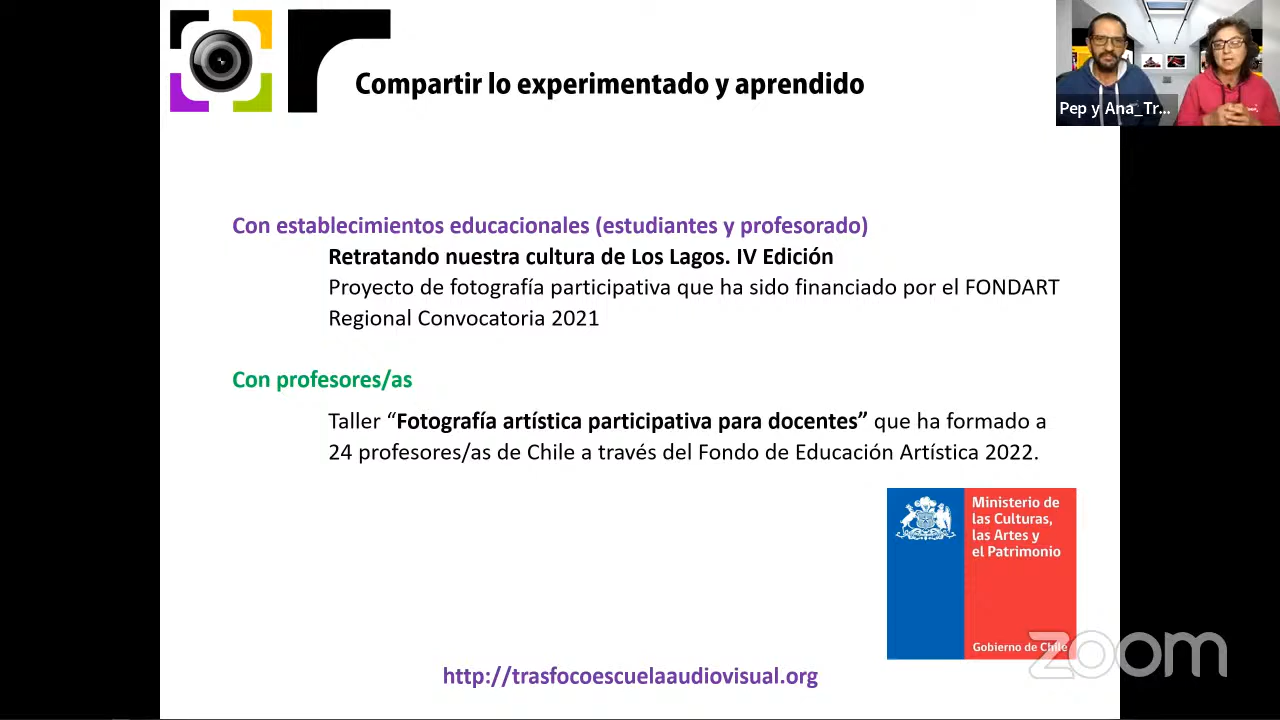 Compartir lo experimentado y aprendido
Pep y Ana_Tr...
Con establecimientos educacionales (estudiantes y profesorado)
Retratando nuestra cultura de Los Lagos. IV Edición
Proyecto de fotografía participativa que ha sido financiado por el FONDART
Regional Convocatoria 2021
Con profesores/as
Taller “Fotografía artística participativa para docentes” que ha formado a
24 profesores/as de Chile a través del Fondo de Educación Artística 2022.
Ministerio de
las Culturas,
las Artes y
el Patrimonio
Gobierno de Chile
zoom
http://trasfocoescuelaaudiovisual.org